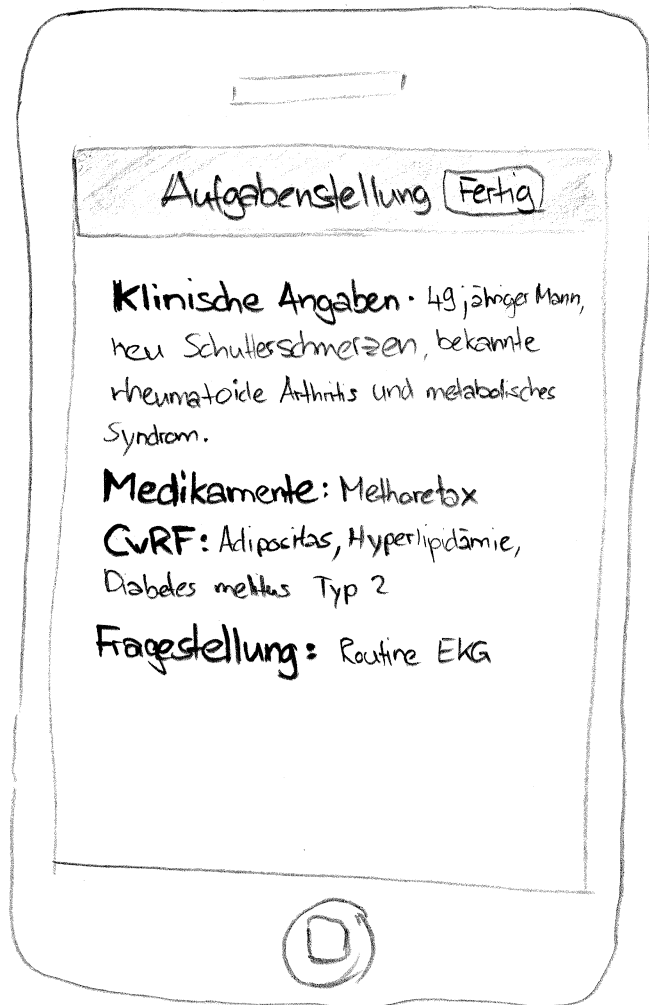 Aufgabenstellung Fertig
Klinische Angaben: 49 jähriger Mann,
neu Schulterschmerzen, bekannte
rheumatoide Arthritis und metabolisches
Syndrom.
Medikamente: Methoretax
CvRF: Adipositas, Hyperlipidämie,
Diabetes mellitus Typ 2
Fragestellung: Routine EKG